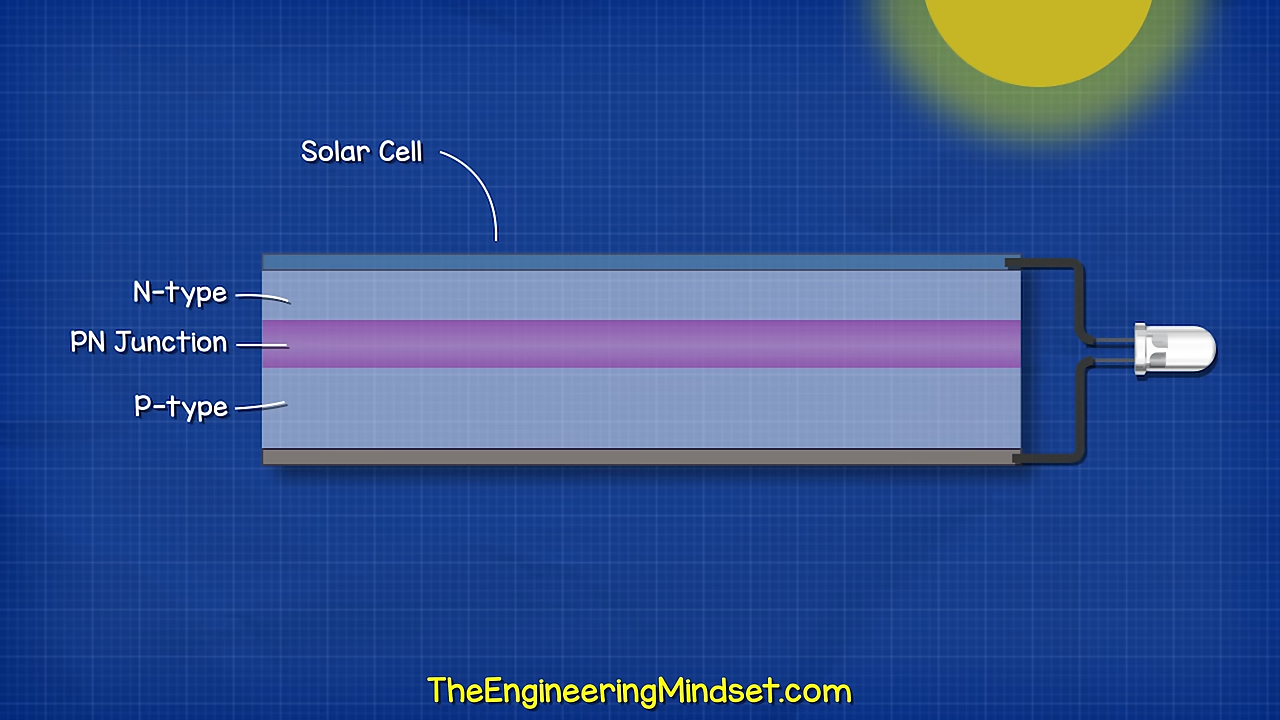 Solar Cell
N-type
PN Junction
P-type
TheEngineeringMindset.com